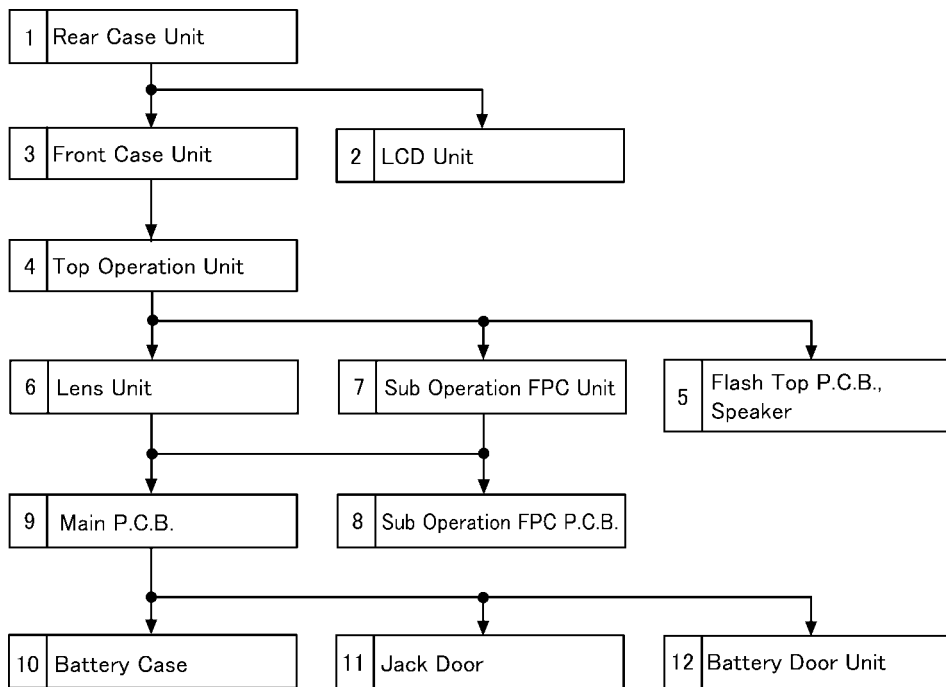 1 Rear Case Unit
3 Front Case Unit
2 LCD Unit
4 Top Operation Unit
6 Lens Unit
7 Sub Operation FPC Unit
5 Flash Top P.C.B.,
Speaker
9 Main P.C.B.
8 Sub Operation FPC P.C.B.
10 Battery Case
11 Jack Door
12 Battery Door Unit